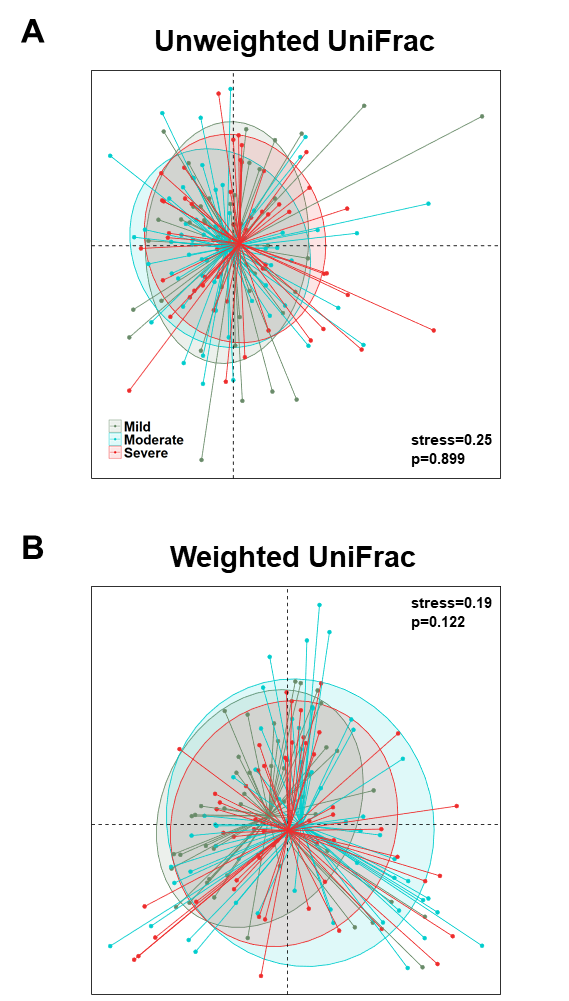 A
Unweighted UniFrac
Mild
Moderate
Severe
stress=0.25
p=0.899
B
Weighted UniFrac
stress=0.19
p=0.122